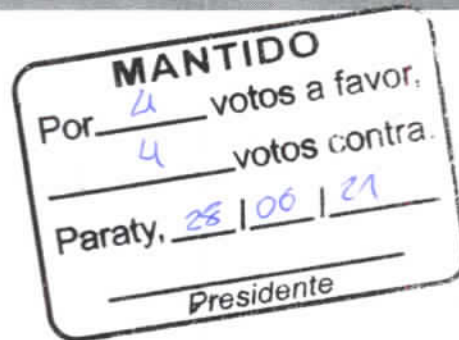 MANTIDO
Por 4 votos a favor,
4 votos contra.
Paraty, 28 | 06 | 21
Presidente